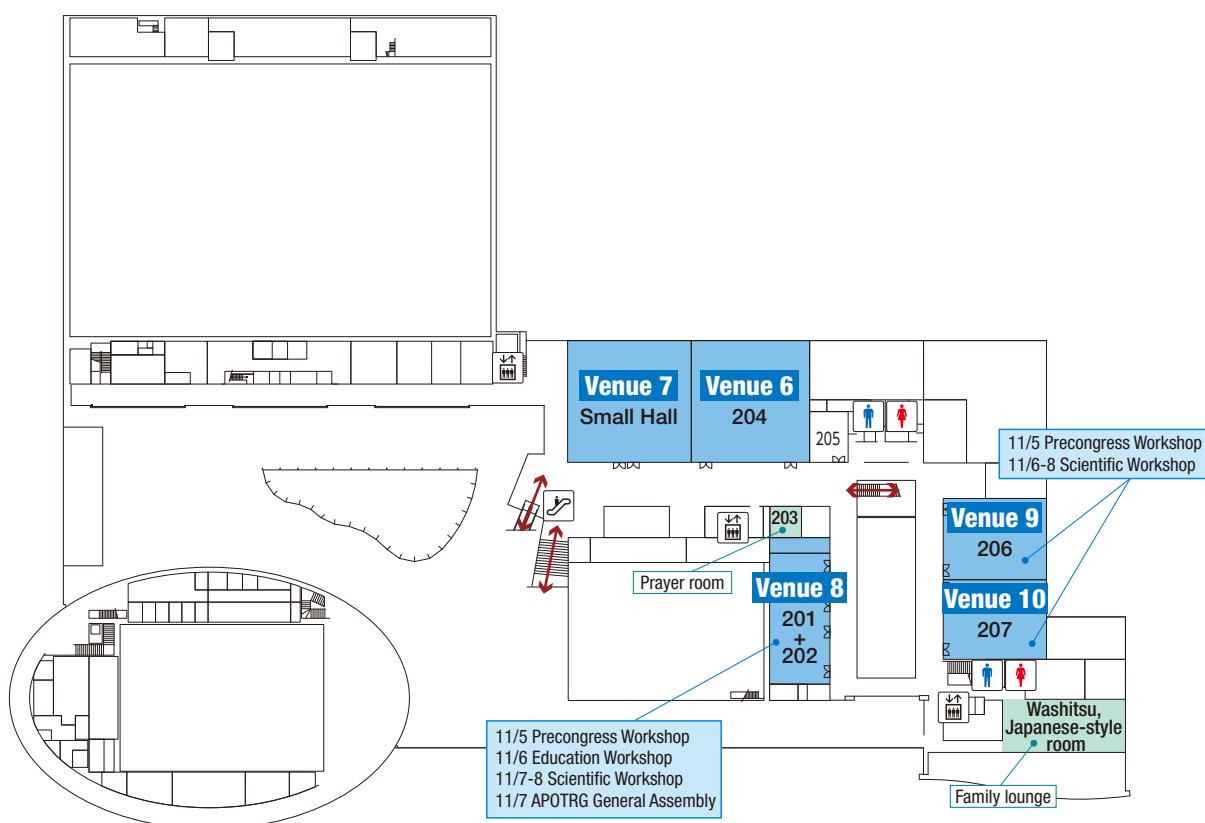 Venue 7
Small Hall
Venue 6
204
205
11/5 Precongress Workshop
11/6-8 Scientific Workshop
203
Prayer room
Venue 9
206
Venue 8
201
+
202
Venue 10
207
Washitsu,
Japanese-style
room
Family lounge
11/5 Precongress Workshop
11/6 Education Workshop
11/7-8 Scientific Workshop
11/7 APOTRG General Assembly